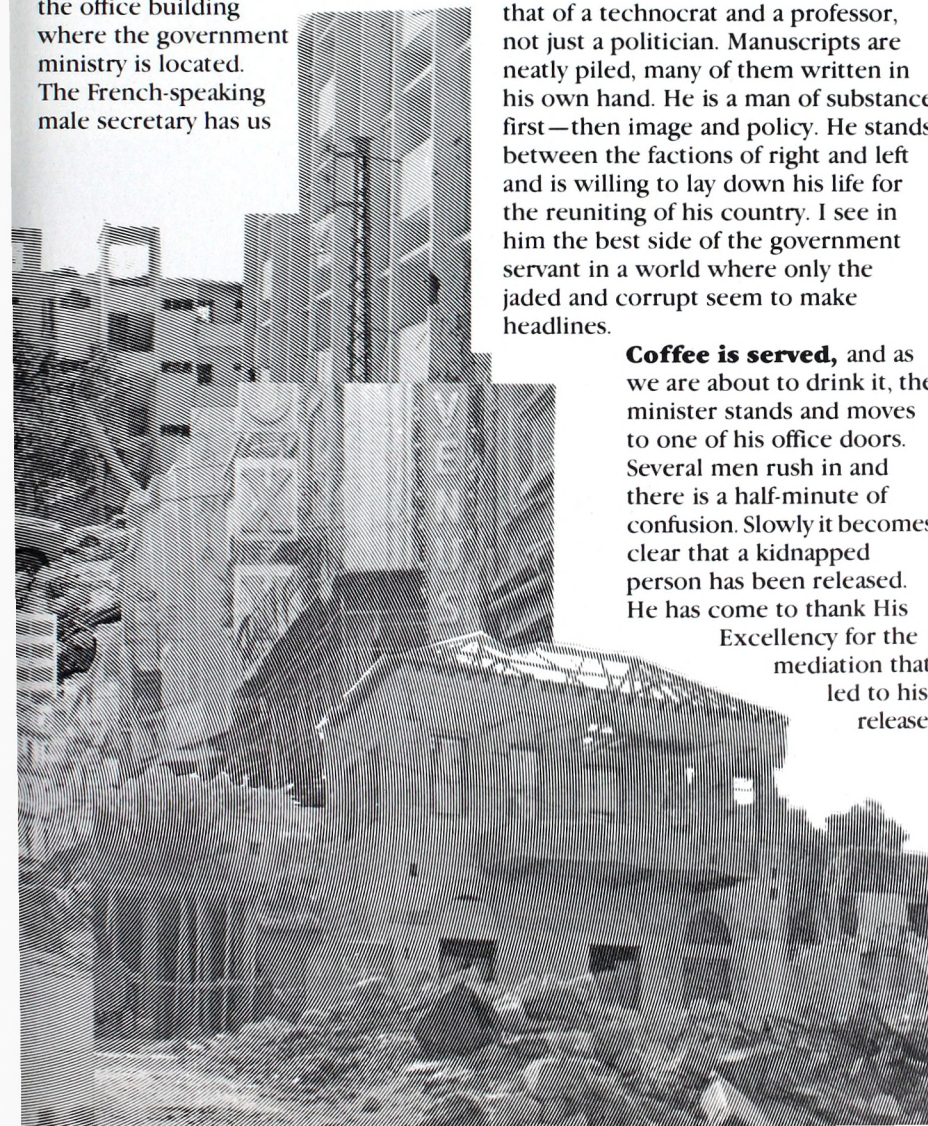 the office building
where the government
ministry is located.
The French-speaking
male secretary has us
that of a technocrat and a professor,
not just a politician. Manuscripts are
neatly piled, many of them written in
his own hand. He is a man of substance
first—then image and policy. He stands
between the factions of right and left
and is willing to lay down his life for
the reuniting of his country. I see in
him the best side of the government
servant in a world where only the
jaded and corrupt seem to make
headlines.
Coffee is served, and as
we are about to drink it, the
minister stands and moves
to one of his office doors.
Several men rush in and
there is a half-minute of
confusion. Slowly it becomes
clear that a kidnapped
person has been released.
He has come to thank His
Excellency for the
mediation that
led to his
release
VENUS